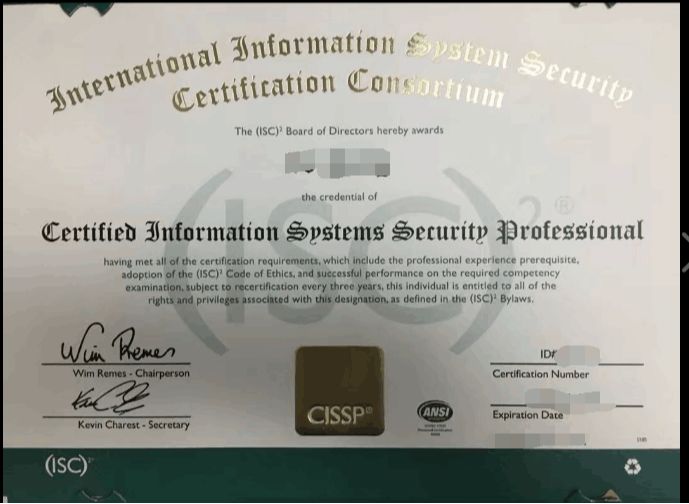 International Information System Security
Certification Consortium
The (ISC)² Board of Directors hereby awards
the credential of
Certified Information Systems Security Professional
having met all of the certification requirements, which include the professional experience prerequisite,
adoption of the (ISC)² Code of Ethics, and successful performance on the required competency
examination, subject to recertification every three years, this individual is entitled to all of the
rights and privileges associated with this designation, as defined in the (ISC)² Bylaws.
(ISC)²®
Wim Remes
Wim Remes - Chairperson
Kevin Charest - Secretary
CISSP®
ANSI
ID#
Certification Number
Expiration Date
(ISC)²